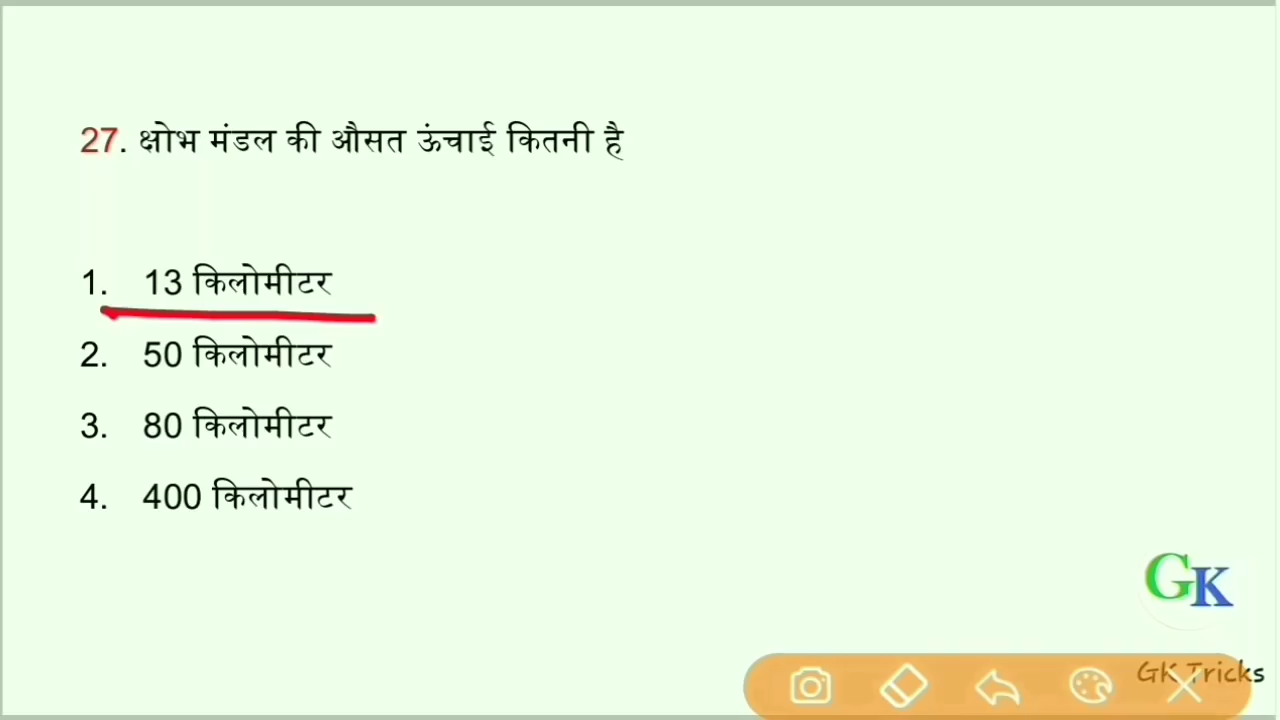 27. क्षोभ मंडल की औसत ऊंचाई कितनी है
1. 13 किलोमीटर
2. 50 किलोमीटर
3. 80 किलोमीटर
4. 400 किलोमीटर
GK
GK Tricks